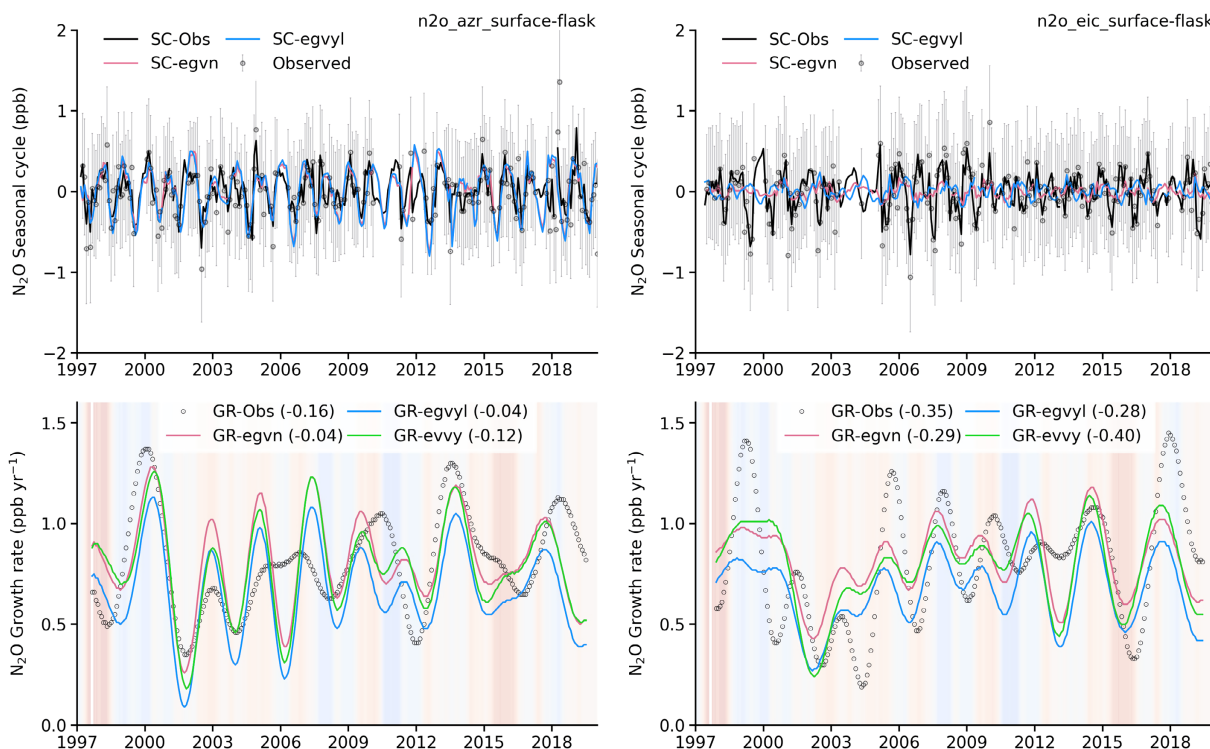 n2o_azr_surface-flask
SC-Obs SC-egvyl
SC-egvn Observed
N₂O Seasonal cycle (ppb)
2
1
0
−1
−2
1997 2000 2003 2006 2009 2012 2015 2018
n2o_eic_surface-flask
SC-Obs SC-egvyl
SC-egvn Observed
N₂O Seasonal cycle (ppb)
2
1
0
−1
−2
1997 2000 2003 2006 2009 2012 2015 2018
GR-Obs (-0.16) GR-egvyl (-0.04)
GR-egvn (-0.04) GR-evvy (-0.12)
N₂O Growth rate (ppb yr⁻¹)
1.5
1.0
0.5
0.0
1997 2000 2003 2006 2009 2012 2015 2018
GR-Obs (-0.35) GR-egvyl (-0.28)
GR-egvn (-0.29) GR-evvy (-0.40)
N₂O Growth rate (ppb yr⁻¹)
1.5
1.0
0.5
0.0
1997 2000 2003 2006 2009 2012 2015 2018